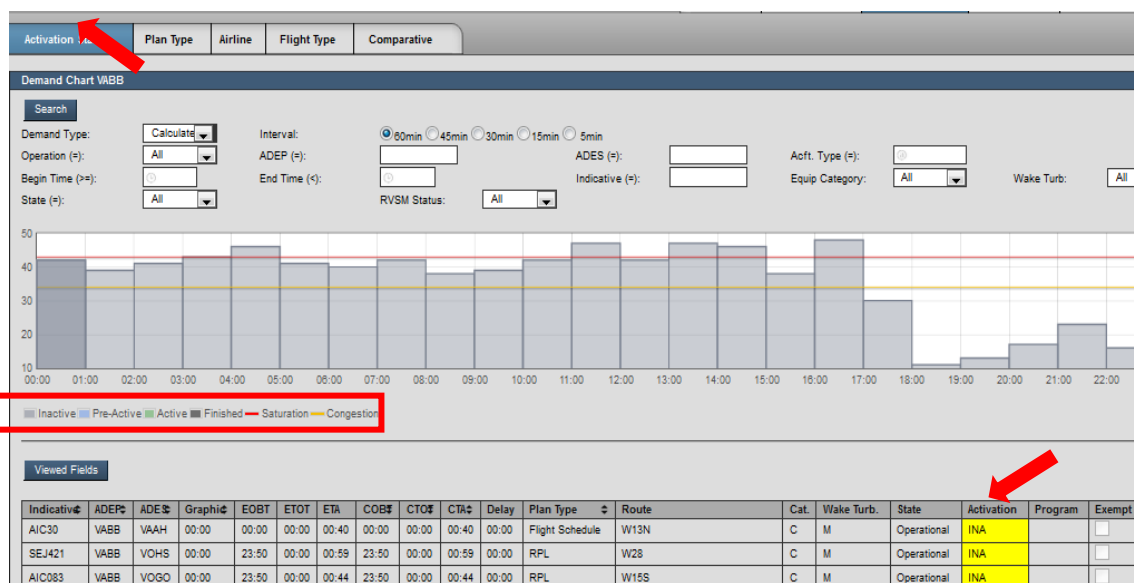 Activation Sta Plan Type Airline Flight Type Comparative
Demand Chart VABB
Search
Demand Type: Calculate Interval: 60min 45min 30min 15min 5min
Operation (=): All ADEP (=): ADES (=): Acft. Type (=):
Begin Time (>=): End Time (<): Indicative (=): Equip Category: All Wake Turb: All
State (=): All RVSM Status: All
50
40
30
20
10
00:00 01:00 02:00 03:00 04:00 05:00 06:00 07:00 08:00 09:00 10:00 11:00 12:00 13:00 14:00 15:00 16:00 17:00 18:00 19:00 20:00 21:00 22:00
Inactive Pre-Active Active Finished Saturation Congestion
Viewed Fields
Indicative ADEP ADES Graphic EOBT ETOT ETA COBT CTOT CTA Delay Plan Type Route Cat. Wake Turb. State Activation Program Exempt
AIC30 VABB VAAH 00:00 00:00 00:00 00:40 00:00 00:00 00:40 00:00 Flight Schedule W13N C M Operational INA
SEJ421 VABB VOHS 00:00 23:50 00:00 00:59 23:50 00:00 00:59 00:00 RPL W28 C M Operational INA
AIC083 VABB VOGO 00:00 23:50 00:00 00:44 23:50 00:00 00:44 00:00 RPL W15S C M Operational INA